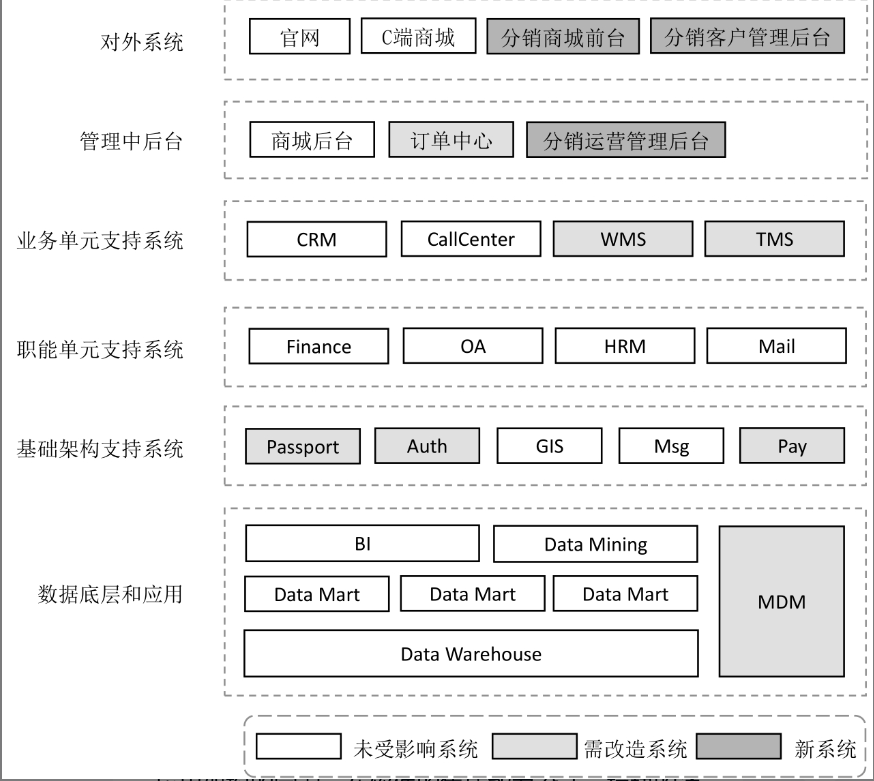 对外系统 官网 C端商城 分销商城前台 分销客户管理后台
管理中后台 商城后台 订单中心 分销运营管理后台
业务单元支持系统 CRM CallCenter WMS TMS
职能单元支持系统 Finance OA HRM Mail
基础架构支持系统 Passport Auth GIS Msg Pay
BI Data Mining
数据底层和应用 Data Mart Data Mart Data Mart MDM
Data Warehouse
未受影响系统 需改造系统 新系统